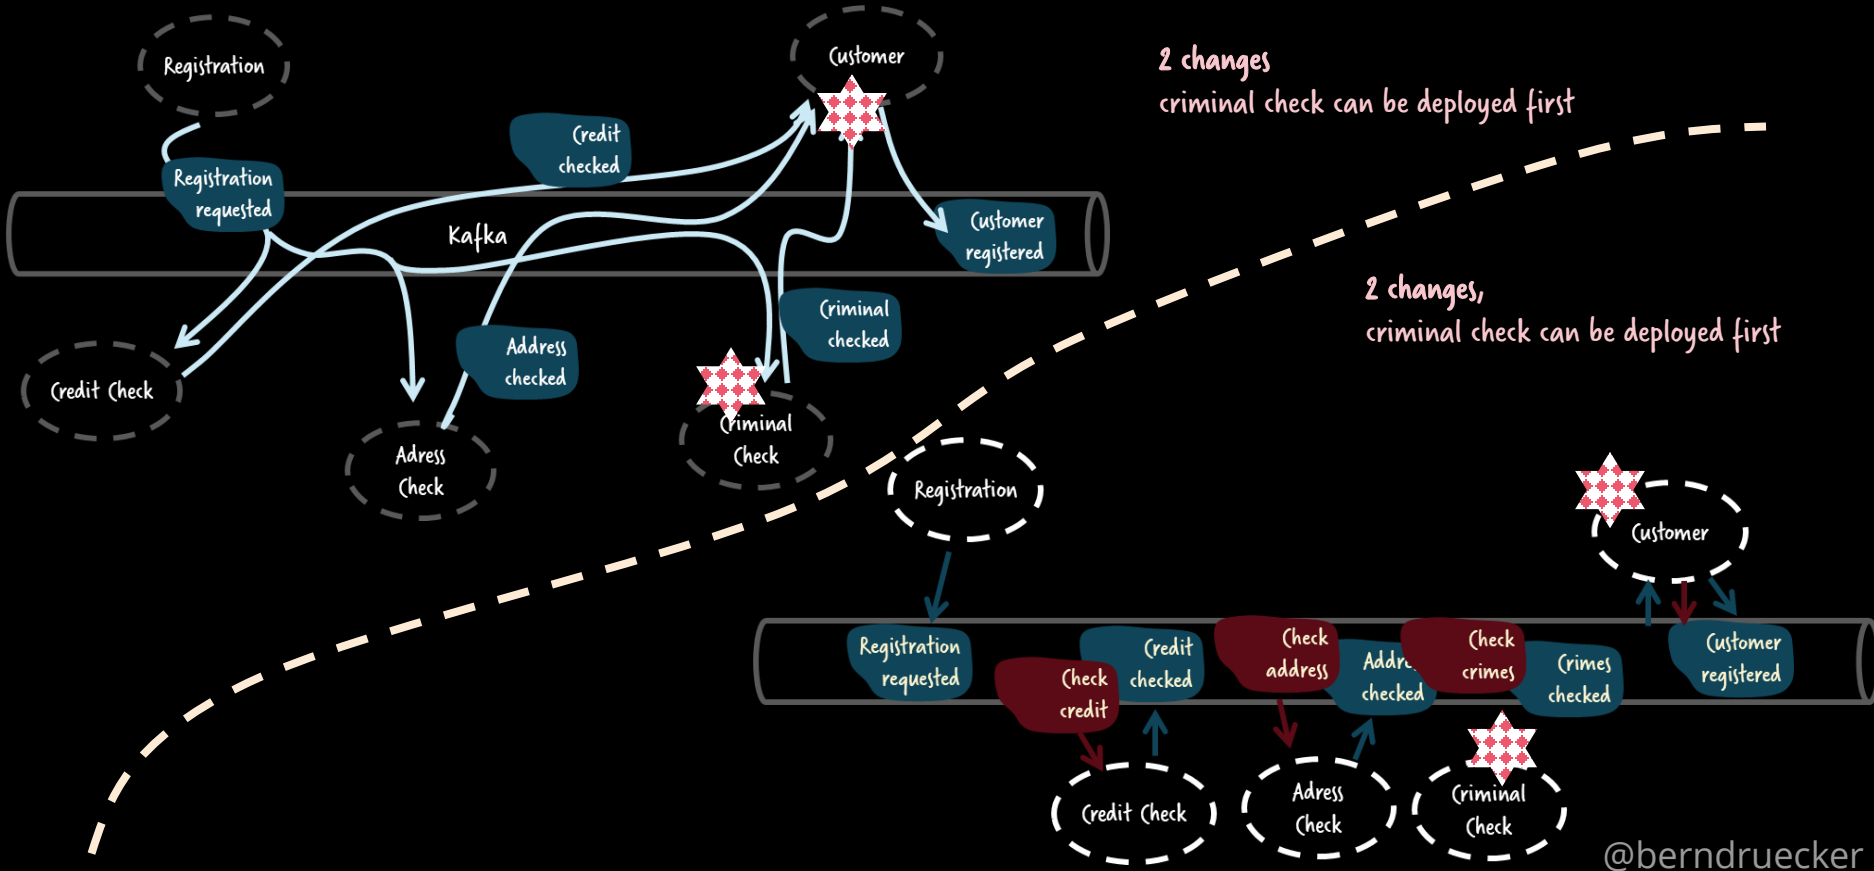 Registration
Customer
2 changes
criminal check can be deployed first
Credit
checked
Registration
requested
Kafka
Customer
registered
Criminal
checked
2 changes,
criminal check can be deployed first
Address
checked
Credit Check
Adress
Check
Criminal
Check
Registration
Customer
Registration
requested
Credit
checked
Check
credit
Check
address
Addre
checked
Check
crimes
Crimes
checked
Customer
registered
Credit Check
Adress
Check
Criminal
Check
@berndruecker